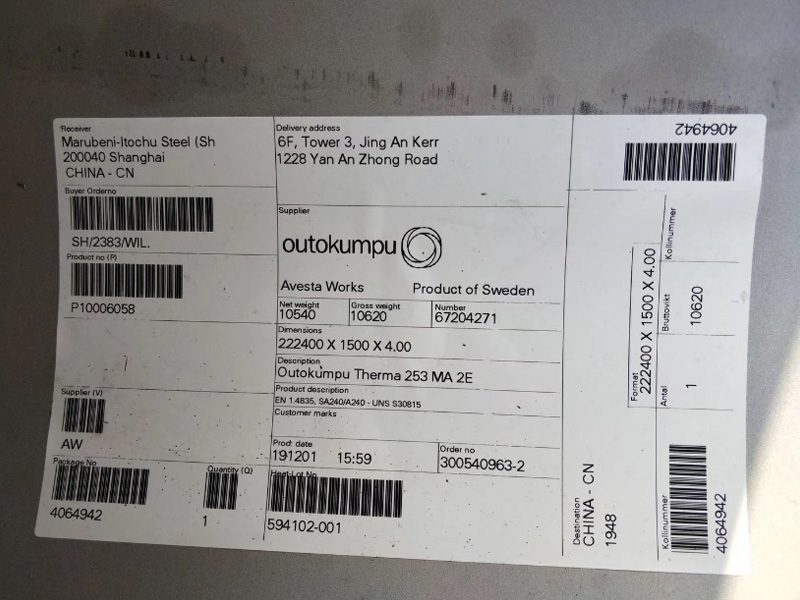 Receiver
Marubeni-Itochu Steel (Sh
200040 Shanghai
CHINA - CN
Buyer Orderno
SH/2383/WIL.
Product no (P)
P10006058
Supplier (V)
AW
Package No
4064942
Quantity (Q)
1
Delivery address
6F, Tower 3, Jing An Kerr
1228 Yan An Zhong Road
Supplier
outokumpu
Avesta Works Product of Sweden
Net weight
10540
Gross weight
10620
Number
67204271
Dimensions
222400 X 1500 X 4.00
Description
Outokumpu Therma 253 MA 2E
Product description
EN 1.4835, SA240/A240 - UNS S30815
Customer marks
Prod. date
191201 15:59
Order no
300540963-2
Heat-Lot No
594102-001
4064942
Kollinummer
Format
222400 X 1500 X 4.00
Bruttovikt
10620
Antal
1
Destination
CHINA - CN
1948
Kollinummer
4064942